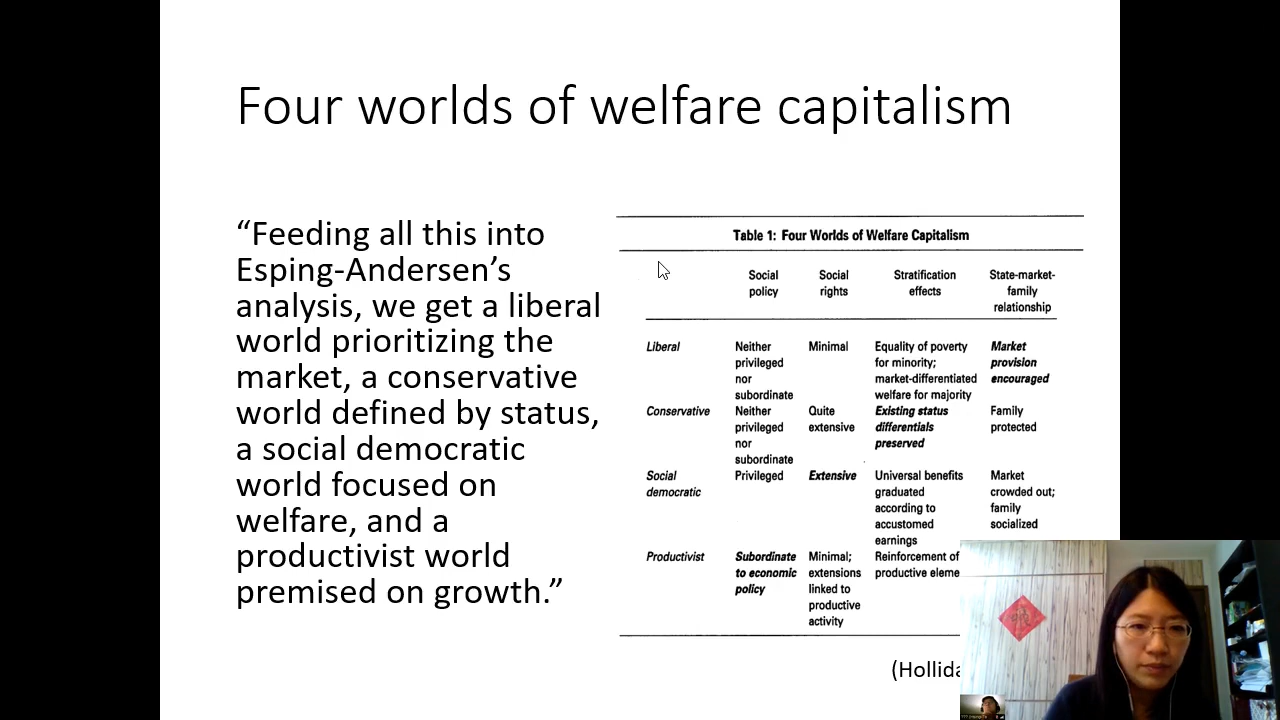 Four worlds of welfare capitalism
“Feeding all this into
Esping-Andersen’s
analysis, we get a liberal
world prioritizing the
market, a conservative
world defined by status,
a social democratic
world focused on
welfare, and a
productivist world
premised on growth.”
Table 1: Four Worlds of Welfare Capitalism
Social policy
Social rights
Stratification effects
State-market-family relationship
Liberal
Neither privileged nor subordinate
Minimal
Equality of poverty for minority; market-differentiated welfare for majority
Market provision encouraged
Conservative
Neither privileged nor subordinate
Quite extensive
Existing status differentials preserved
Family protected
Social democratic
Privileged
Extensive
Universal benefits graduated according to accustomed earnings
Market crowded out; family socialized
Productivist
Subordinate to economic policy
Minimal; extensions linked to productive activity
Reinforcement of productive eleme
(Hollida